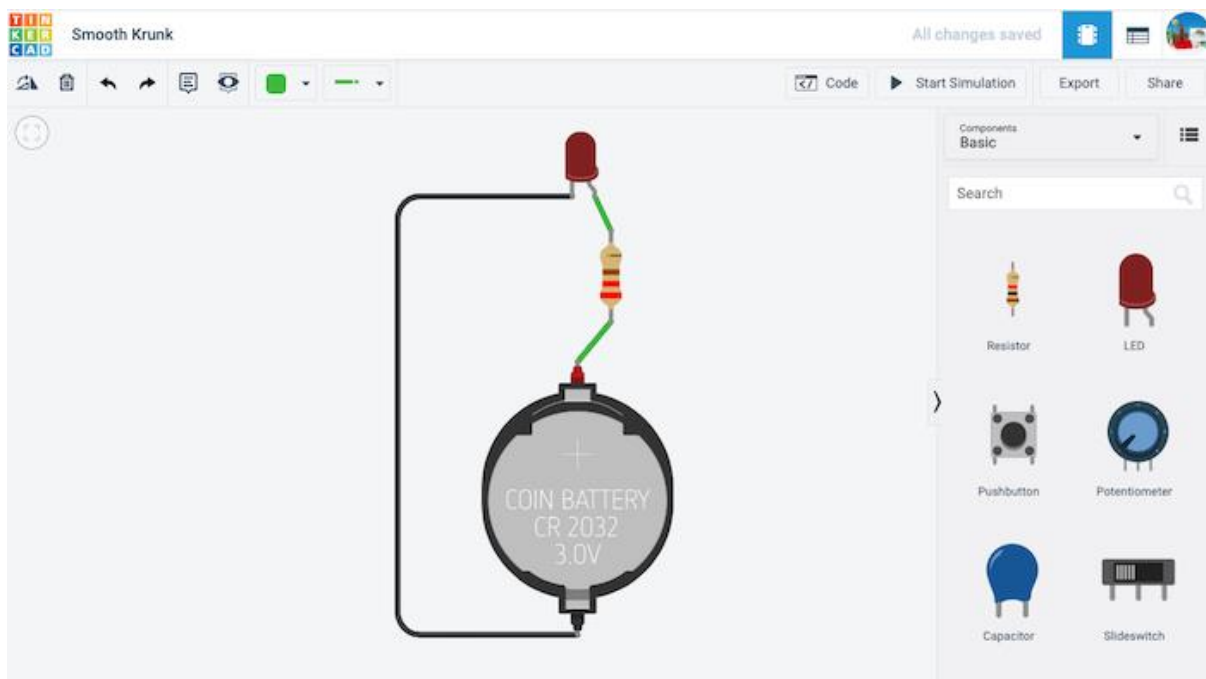 TIN
KER
CAD
Smooth Krunk
All changes saved
Code
Start Simulation
Export
Share
Components
Basic
Search
Resistor
LED
Pushbutton
Potentiometer
Capacitor
Slideswitch
COIN BATTERY
CR 2032
3.0V